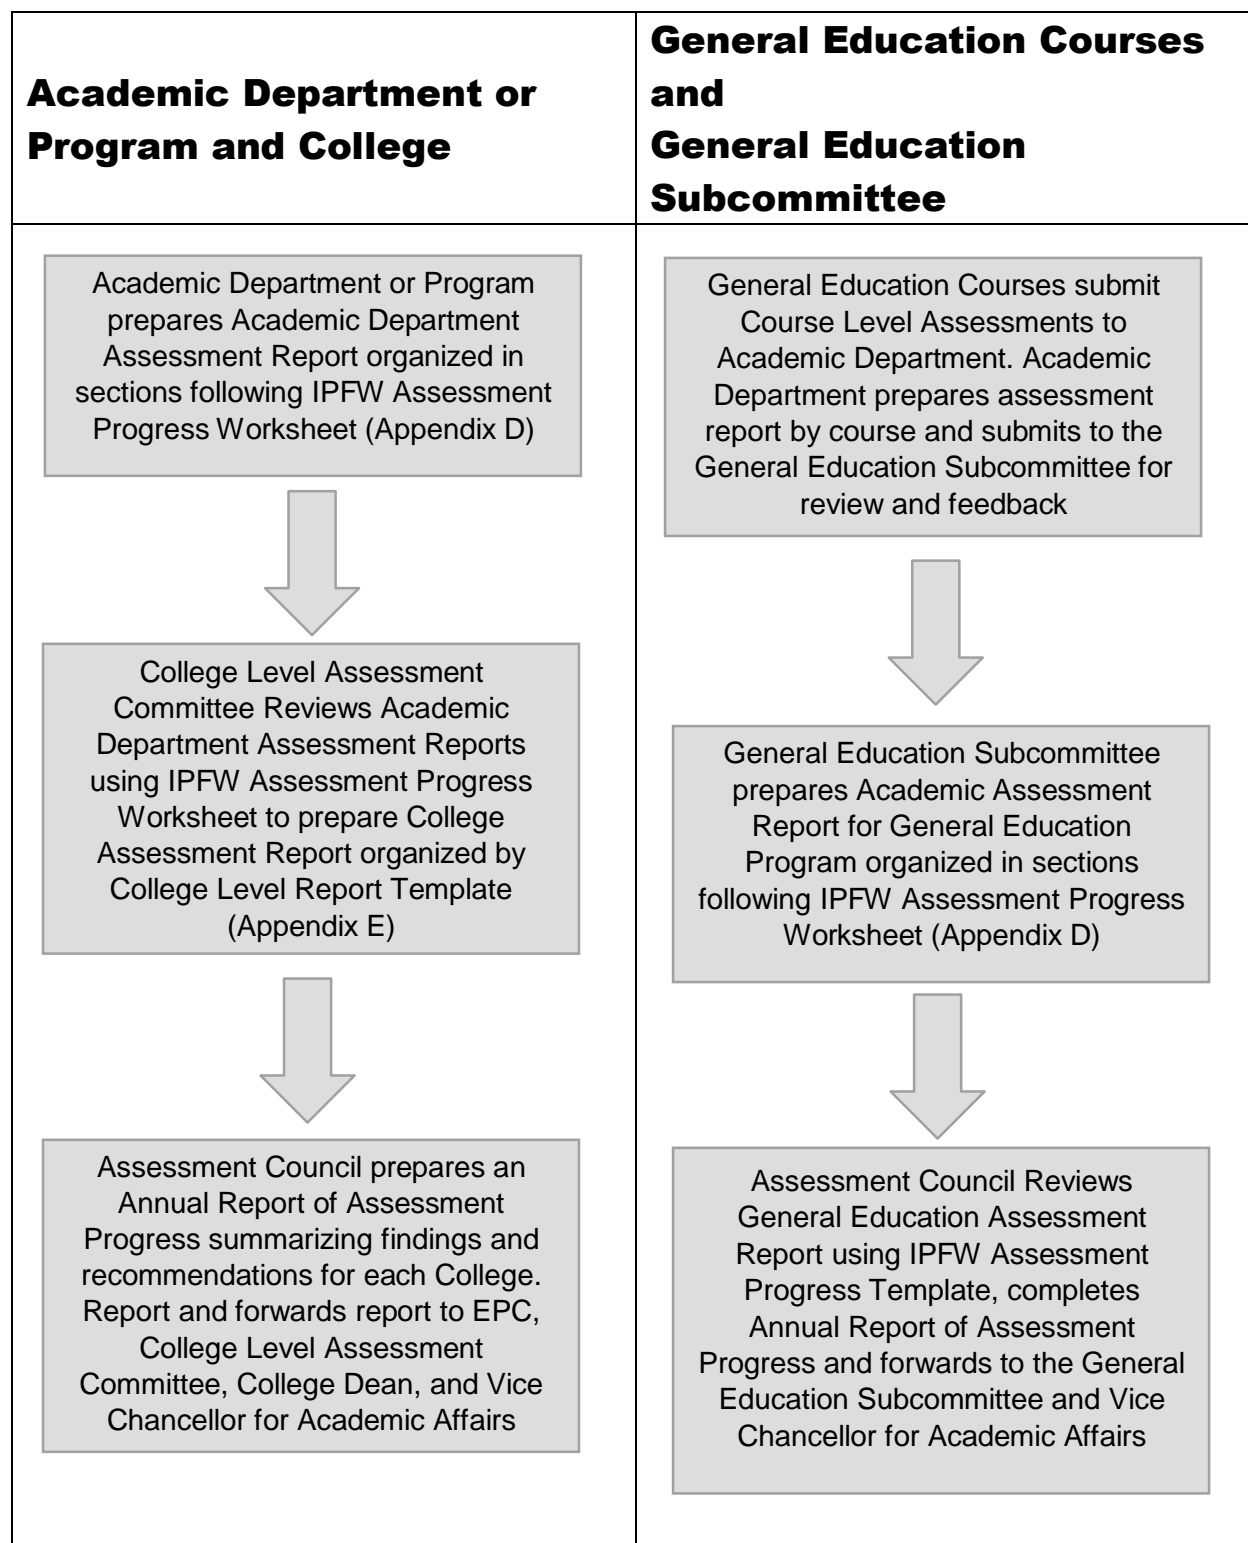 Academic Department or
Program and College
General Education Courses
and
General Education
Subcommittee
Academic Department or Program
prepares Academic Department
Assessment Report organized in
sections following IPFW Assessment
Progress Worksheet (Appendix D)
College Level Assessment
Committee Reviews Academic
Department Assessment Reports
using IPFW Assessment Progress
Worksheet to prepare College
Assessment Report organized by
College Level Report Template
(Appendix E)
Assessment Council prepares an
Annual Report of Assessment
Progress summarizing findings and
recommendations for each College.
Report and forwards report to EPC,
College Level Assessment
Committee, College Dean, and Vice
Chancellor for Academic Affairs
General Education Courses submit
Course Level Assessments to
Academic Department. Academic
Department prepares assessment
report by course and submits to the
General Education Subcommittee for
review and feedback
General Education Subcommittee
prepares Academic Assessment
Report for General Education
Program organized in sections
following IPFW Assessment Progress
Worksheet (Appendix D)
Assessment Council Reviews
General Education Assessment
Report using IPFW Assessment
Progress Template, completes
Annual Report of Assessment
Progress and forwards to the General
Education Subcommittee and Vice
Chancellor for Academic Affairs